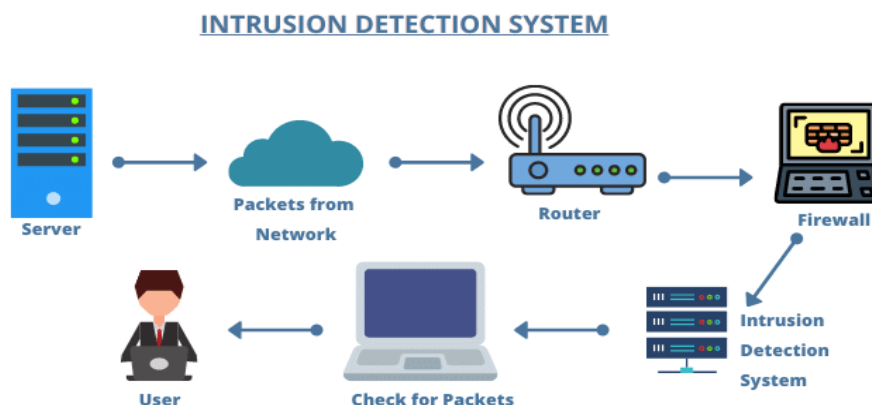 INTRUSION DETECTION SYSTEM
Server
Packets from
Network
Router
Firewall
Intrusion
Detection
System
Check for Packets
User